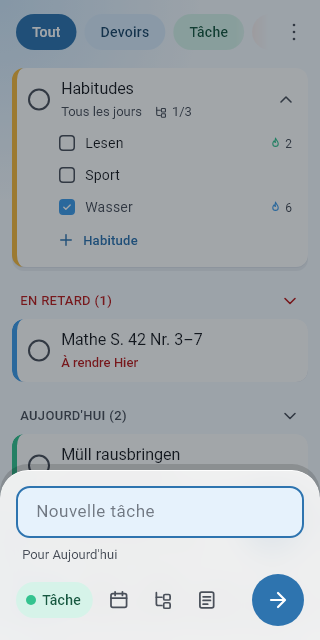 Tout Devoirs Tâche
Habitudes
Tous les jours 1/3
Lesen 2
Sport
Wasser 6
Habitude
EN RETARD (1)
Mathe S. 42 Nr. 3–7
À rendre Hier
AUJOURD'HUI (2)
Müll rausbringen
Nouvelle tâche
Pour Aujourd'hui
Tâche